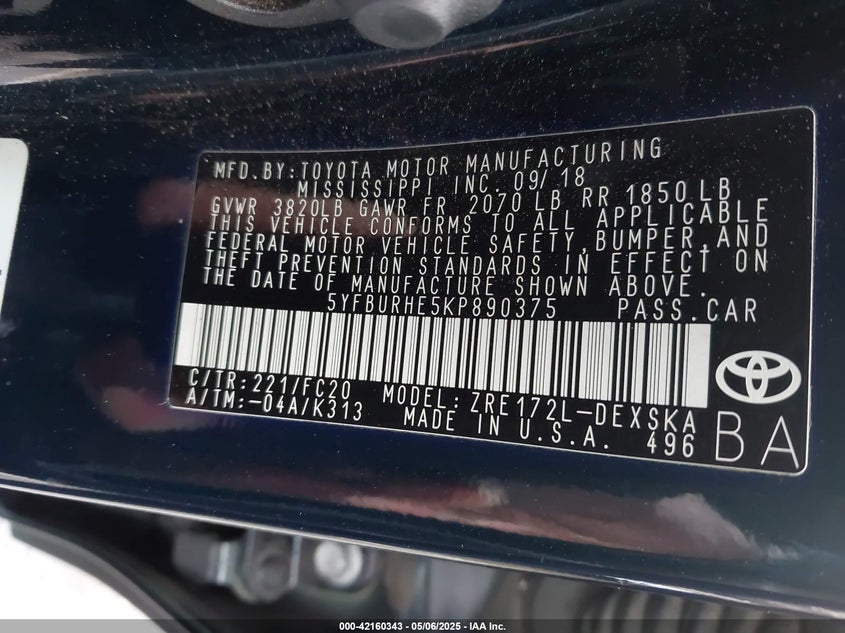 MFD.BY:TOYOTA MOTOR MANUFACTURING
MISSISSIPPI INC. 09/18
GVWR 3820LB GAWR FR 2070 LB RR 1850 LB
THIS VEHICLE CONFORMS TO ALL APPLICABLE
FEDERAL MOTOR VEHICLE SAFETY,BUMPER,AND
THEFT PREVENTION STANDARDS IN EFFECT ON
THE DATE OF MANUFACTURE SHOWN ABOVE.
5YFBURHE5KP890375 PASS.CAR
C/TR:221/FC20 MODEL:ZRE172L-DEXSKA
A/TM:-04A/K313 MADE IN U.S.A. 496
BA
000-42160343 - 05/06/2025 - IAA Inc.